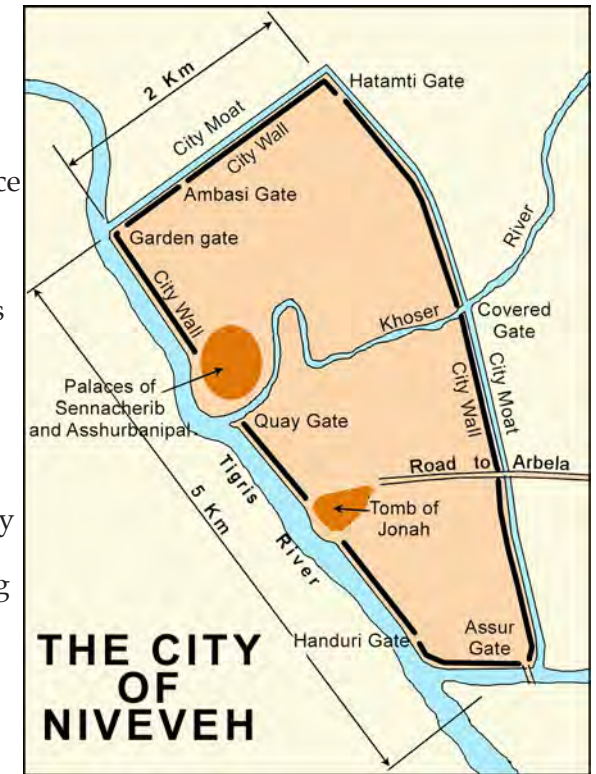 2 Km
Hatamti Gate
City Moat
City Wall
Ambasi Gate
Garden gate
River
City Wall
Khoser
Covered
Gate
Palaces of
Sennacherib
and Asshurbanipal
City Wall
City Moat
Quay Gate
Road to Arbela
Tigris
River
5 Km
Tomb of
Jonah
Handuri Gate
Assur
Gate
THE CITY
OF
NIVEVEH
ce
s
y
g